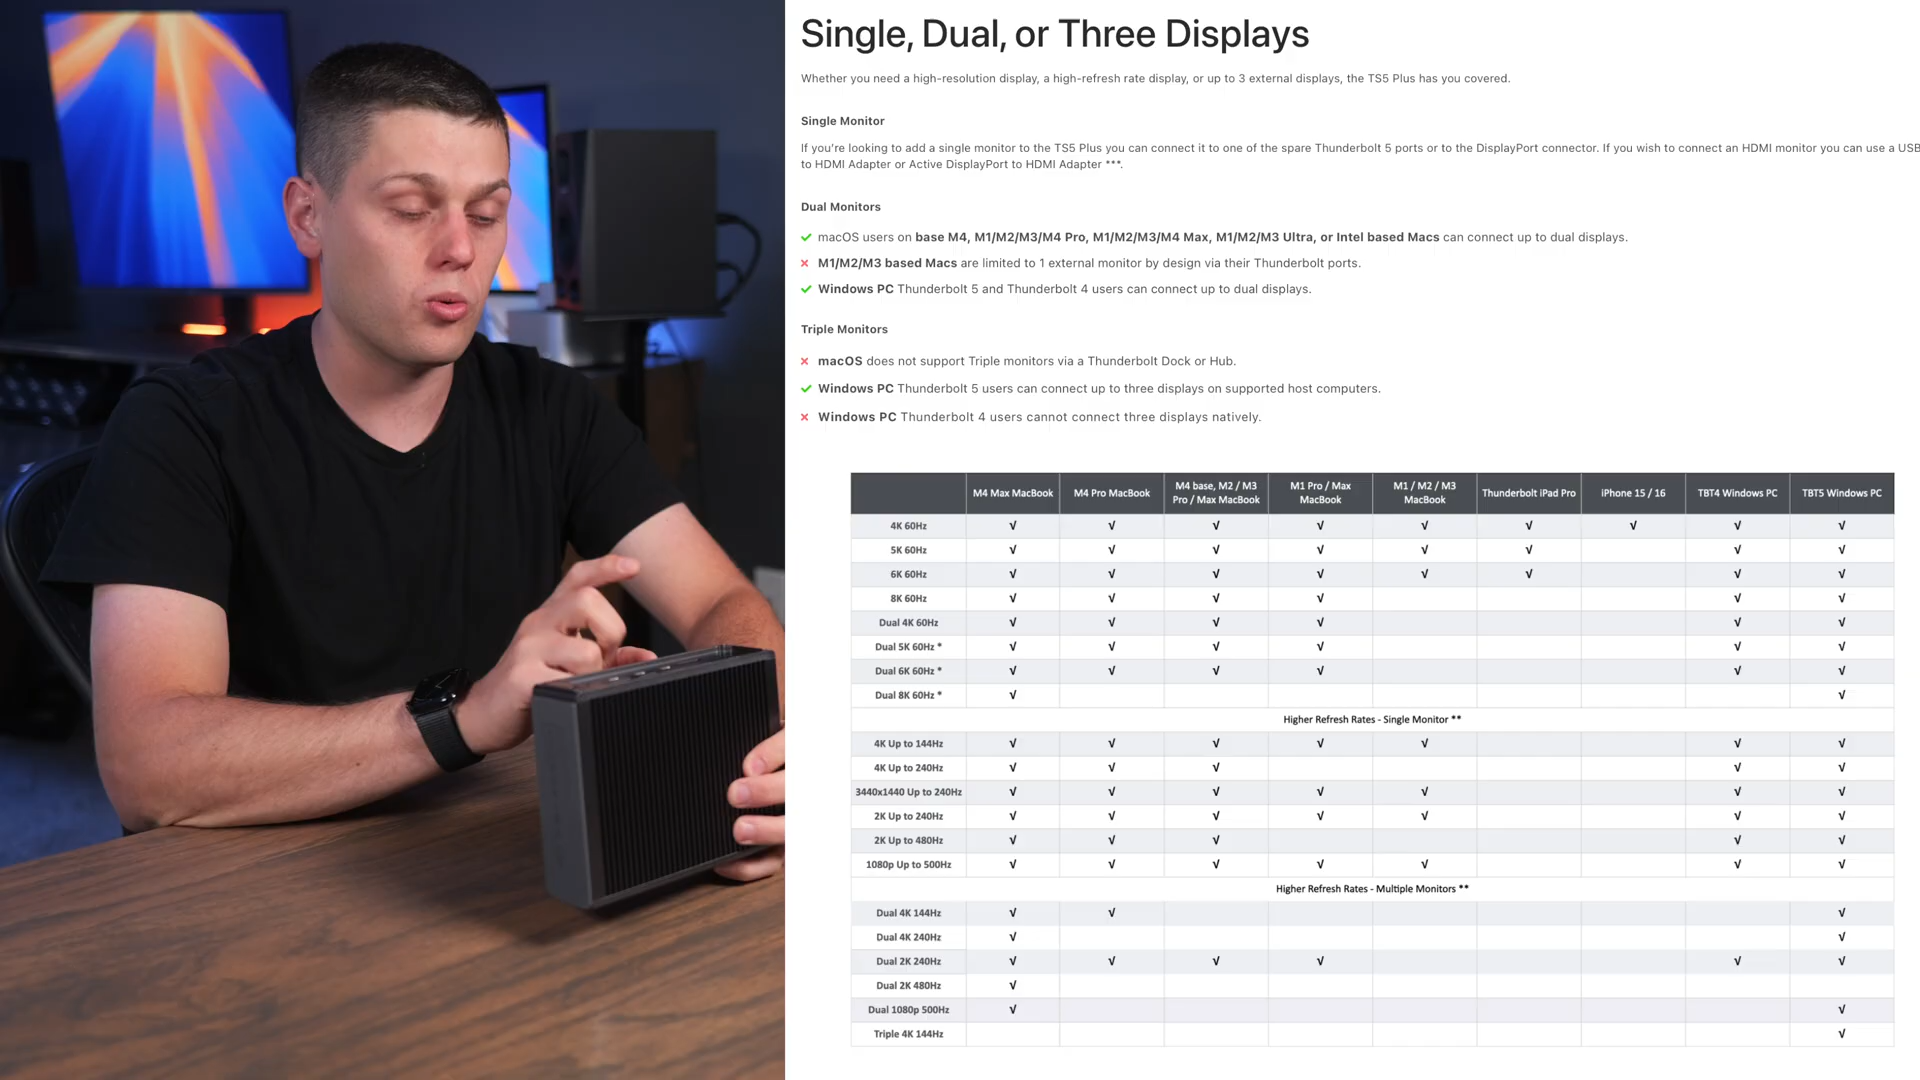 Single, Dual, or Three Displays
Whether you need a high-resolution display, a high-refresh rate display, or up to 3 external displays, the TS5 Plus has you covered.
Single Monitor
If you're looking to add a single monitor to the TS5 Plus you can connect it to one of the spare Thunderbolt 5 ports or to the DisplayPort connector. If you wish to connect an HDMI monitor you can use a USB
to HDMI Adapter or Active DisplayPort to HDMI Adapter ***.
Dual Monitors
✓ macOS users on base M4, M1/M2/M3/M4 Pro, M1/M2/M3/M4 Max, M1/M2/M3 Ultra, or Intel based Macs can connect up to dual displays.
× M1/M2/M3 based Macs are limited to 1 external monitor by design via their Thunderbolt ports.
✓ Windows PC Thunderbolt 5 and Thunderbolt 4 users can connect up to dual displays.
Triple Monitors
× macOS does not support Triple monitors via a Thunderbolt Dock or Hub.
✓ Windows PC Thunderbolt 5 users can connect up to three displays on supported host computers.
× Windows PC Thunderbolt 4 users cannot connect three displays natively.
M4 Max MacBook M4 Pro MacBook M4 base, M2 / M3 Pro / Max MacBook M1 Pro / Max MacBook M1 / M2 / M3 MacBook Thunderbolt iPad Pro iPhone 15 / 16 TBT4 Windows PC TBT5 Windows PC
4K 60Hz √ √ √ √ √ √ √ √ √
5K 60Hz √ √ √ √ √ √ √ √
6K 60Hz √ √ √ √ √ √ √ √
8K 60Hz √ √ √ √ √ √
Dual 4K 60Hz √ √ √ √ √ √
Dual 5K 60Hz * √ √ √ √ √ √
Dual 6K 60Hz * √ √ √ √ √ √
Dual 8K 60Hz * √ √
Higher Refresh Rates - Single Monitor **
4K Up to 144Hz √ √ √ √ √ √ √
4K Up to 240Hz √ √ √ √ √
3440x1440 Up to 240Hz √ √ √ √ √ √ √
2K Up to 240Hz √ √ √ √ √ √ √
2K Up to 480Hz √ √ √ √ √
1080p Up to 500Hz √ √ √ √ √ √ √
Higher Refresh Rates - Multiple Monitors **
Dual 4K 144Hz √ √ √
Dual 4K 240Hz √ √
Dual 2K 240Hz √ √ √ √ √ √
Dual 2K 480Hz √
Dual 1080p 500Hz √ √
Triple 4K 144Hz √